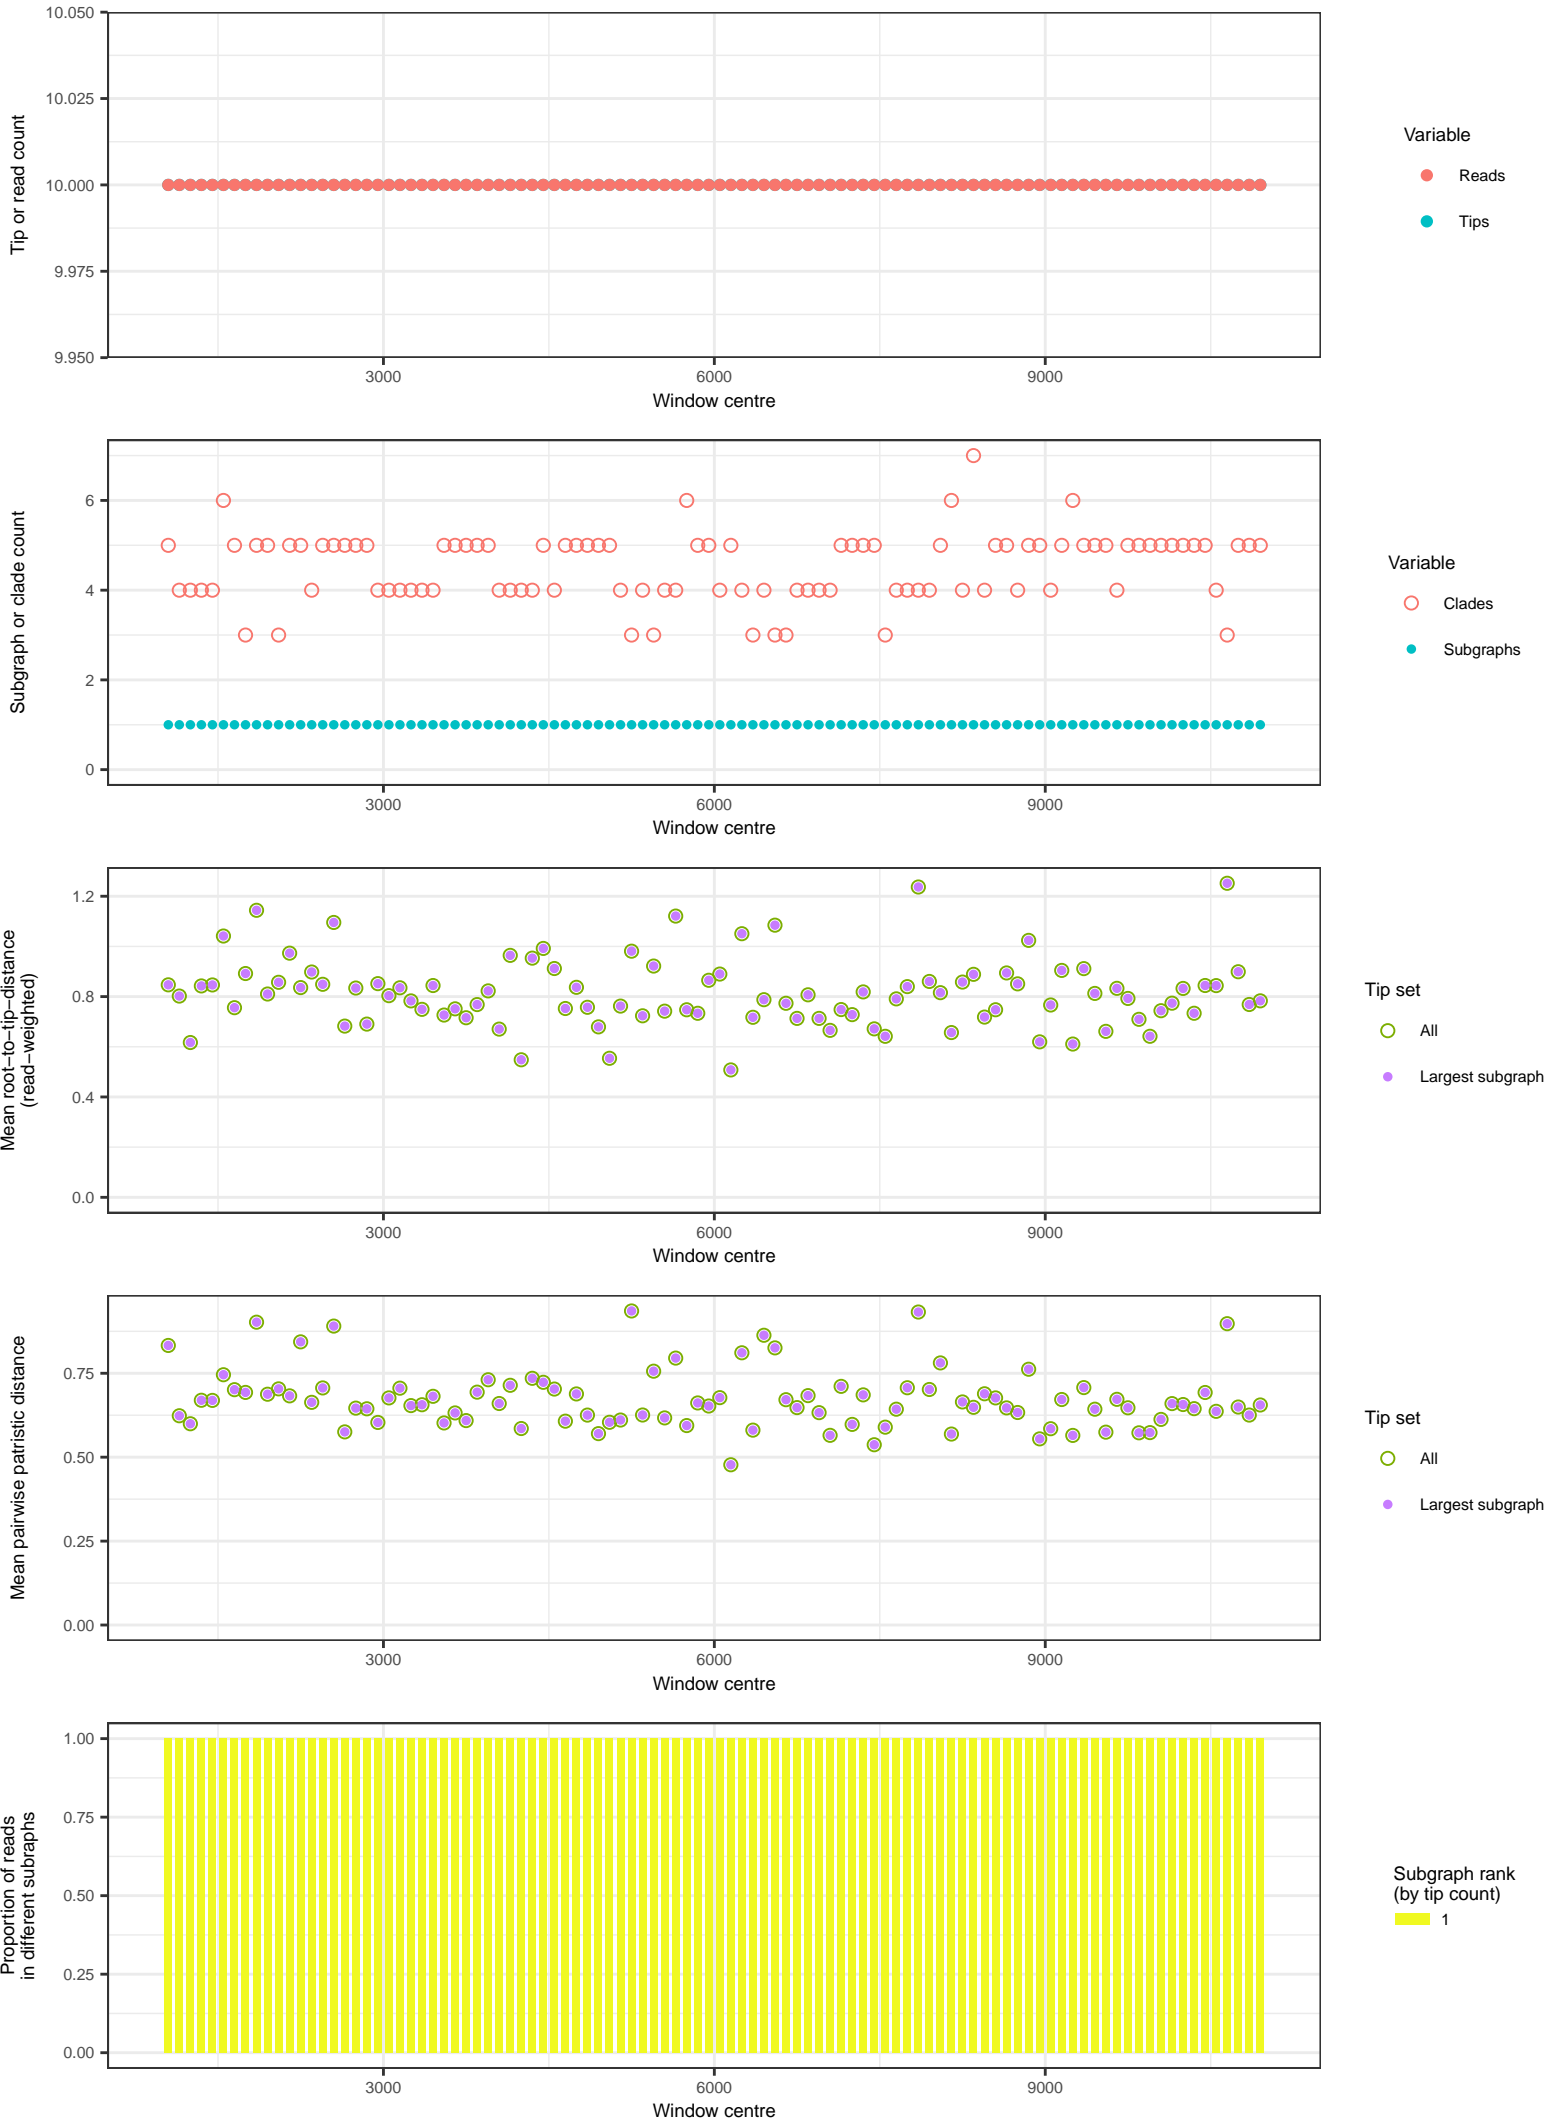 10.050
10.025
10.000
9.975
9.950
Tip or read count
3000
6000
9000
Window centre
Variable
Reads
Tips
6
4
2
0
Subgraph or clade count
3000
6000
9000
Window centre
Variable
Clades
Subgraphs
1.2
0.8
0.4
0.0
Mean root−to−tip−distance
(read−weighted)
3000
6000
9000
Window centre
Tip set
All
Largest subgraph
0.75
0.50
0.25
0.00
Mean pairwise patristic distance
3000
6000
9000
Window centre
Tip set
All
Largest subgraph
1.00
0.75
0.50
0.25
0.00
Proportion of reads
in different subraphs
3000
6000
9000
Window centre
Subgraph rank
(by tip count)
1